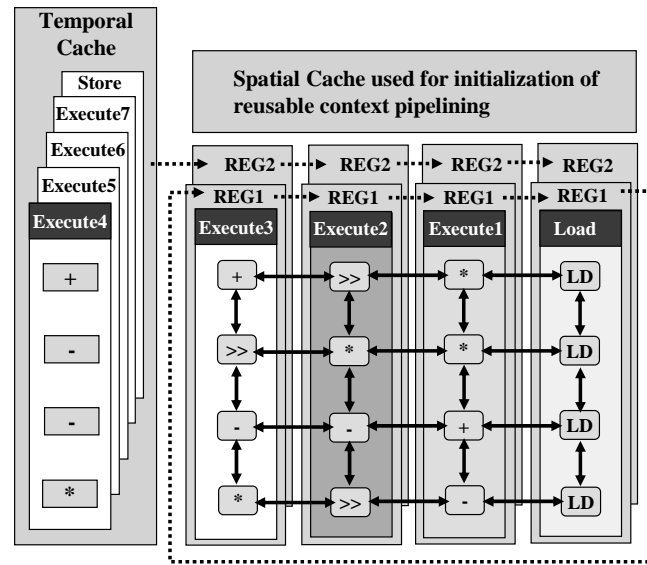 Temporal
Cache
Store
Execute7
Execute6
Execute5
Execute4
+
-
-
*
Spatial Cache used for initialization of
reusable context pipelining
REG2 REG2 REG2 REG2
REG1 REG1 REG1 REG1
Execute3 Execute2 Execute1 Load
+ >> * LD
>> * * LD
- - + LD
* >> - LD